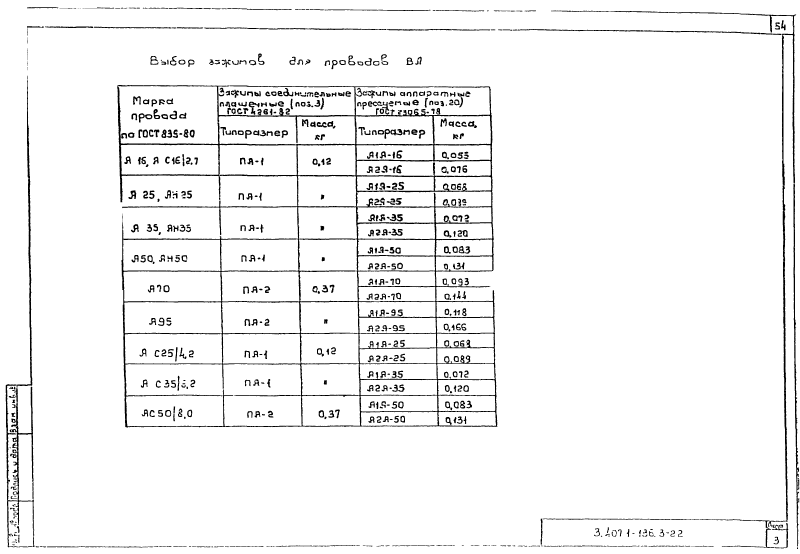 54
Выбор зажимов для проводов ВЛ
Марка провода по ГОСТ 839-80
Зажимы соединительные плашечные (поз.3) ГОСТ 4261-82
Зажимы аппаратные прессуемые (поз.20) ГОСТ 23065-78
Типоразмер Масса, кг Типоразмер Масса, кг
А 16, А С16/2,7 ПА-1 0,12 А1А-16 0,055
А2А-16 0,076
А 25, АН 25 ПА-1 " А1А-25 0,068
А2А-25 0,039
А 35, АН35 ПА-1 " А1А-35 0,072
А2А-35 0,120
А50, АН50 ПА-1 " А1А-50 0,083
А2А-50 0,131
А70 ПА-2 0,37 А1А-70 0,093
А2А-70 0,144
А95 ПА-2 " А1А-95 0,118
А2А-95 0,166
А С25/4,2 ПА-1 0,12 А1А-25 0,068
А2А-25 0,089
А С35/6,2 ПА-1 " А1А-35 0,072
А2А-35 0,120
АС50/8,0 ПА-2 0,37 А1А-50 0,083
А2А-50 0,131
Подпись и дата
Взам. инв.
3.407.1-136.3-22
Лист
3